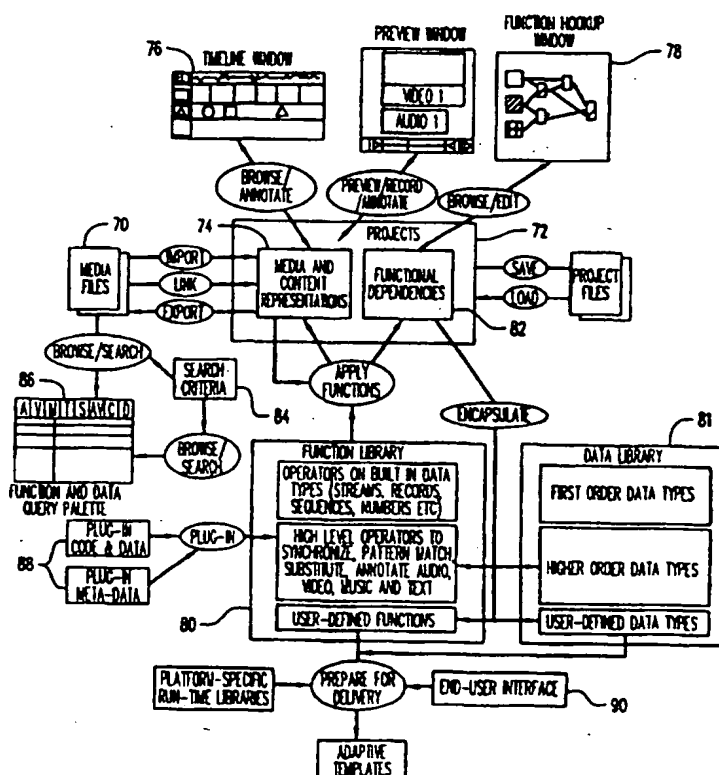 76
TIMELINE WINDOW
PREVIEW WINDOW
VIDEO 1
AUDIO 1
FUNCTION HOOKUP
WINDOW
78
BROWSE/
ANNOTATE
PREVIEW/RECORD
/ANNOTATE
BROWSE/EDIT
70
MEDIA
FILES
IMPORT
LINK
EXPORT
74
PROJECTS
72
MEDIA AND
CONTENT
REPRESENTATIONS
FUNCTIONAL
DEPENDENCIES
82
SAVE
LOAD
PROJECT
FILES
BROWSE/SEARCH
86
SEARCH
CRITERIA
84
A V M T S AV C D
BROWSE/
SEARCH
FUNCTION AND DATA
QUERY PALETTE
APPLY
FUNCTIONS
ENCAPSULATE
81
FUNCTION LIBRARY
OPERATORS ON BUILT IN DATA
TYPES (STREAMS, RECORDS,
SEQUENCES, NUMBERS ETC)
HIGH LEVEL OPERATORS TO
SYNCHRONIZE, PATTERN MATCH,
SUBSTITUTE, ANNOTATE AUDIO,
VIDEO, MUSIC AND TEXT
USER-DEFINED FUNCTIONS
80
DATA LIBRARY
FIRST ORDER DATA TYPES
HIGHER ORDER DATA TYPES
USER-DEFINED DATA TYPES
88
PLUG-IN
CODE & DATA
PLUG-IN
META-DATA
PLUG-IN
PLATFORM-SPECIFIC
RUN-TIME LIBRARIES
PREPARE FOR
DELIVERY
END-USER INTERFACE
90
ADAPTIVE
TEMPLATES